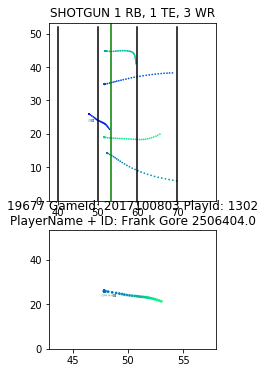 SHOTGUN 1 RB, 1 TE, 3 WR
50
40
30
20
10
0
40 50 60 70
19677 GameId: 2017100803 PlayId: 1302
PlayerName + ID: Frank Gore 2506404.0
40
20
0
45 50 55